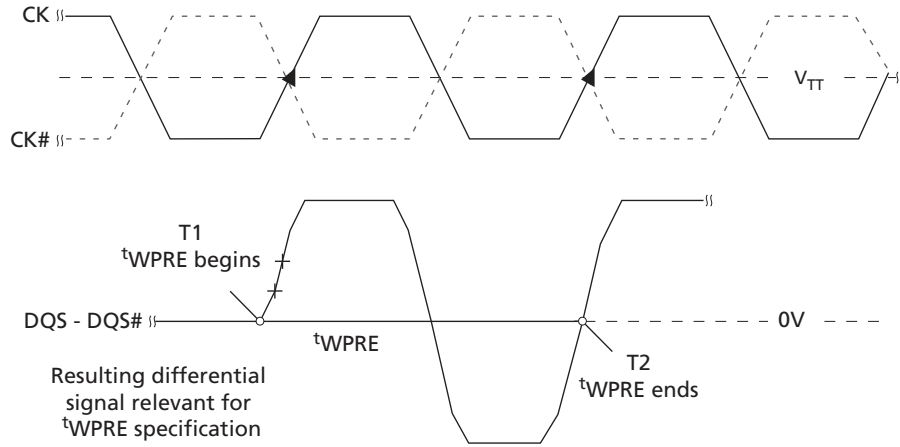 CK
V_TT
CK#
T1
tWPRE begins
DQS - DQS#
0V
tWPRE
T2
tWPRE ends
Resulting differential
signal relevant for
tWPRE specification